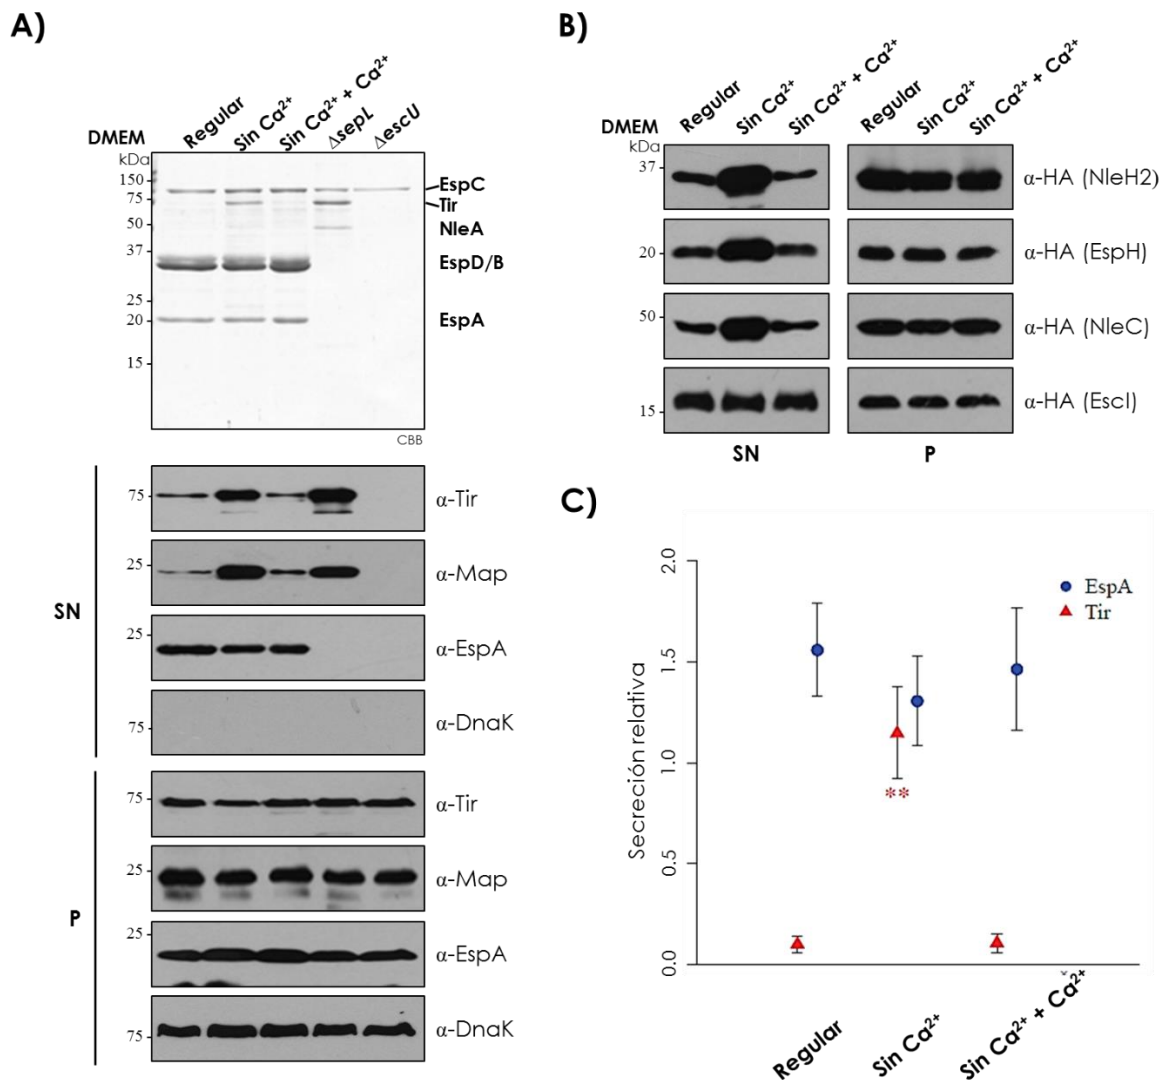 A)
DMEM
Regular
Sin Ca²⁺
Sin Ca²⁺ + Ca²⁺
ΔsepL
ΔescU
kDa
150
75
50
37
25
20
15
EspC
Tir
NleA
EspD/B
EspA
CBB
SN
75
α-Tir
25
α-Map
25
α-EspA
75
α-DnaK
P
75
α-Tir
25
α-Map
25
α-EspA
75
α-DnaK
B)
DMEM
Regular
Sin Ca²⁺
Sin Ca²⁺ + Ca²⁺
Regular
Sin Ca²⁺
Sin Ca²⁺ + Ca²⁺
kDa
37
α-HA (NleH2)
20
α-HA (EspH)
50
α-HA (NleC)
15
α-HA (EscI)
SN
P
C)
Secreción relativa
2.0
1.5
1.0
0.5
0.0
EspA
Tir
**
Regular
Sin Ca²⁺
Sin Ca²⁺ + Ca²⁺